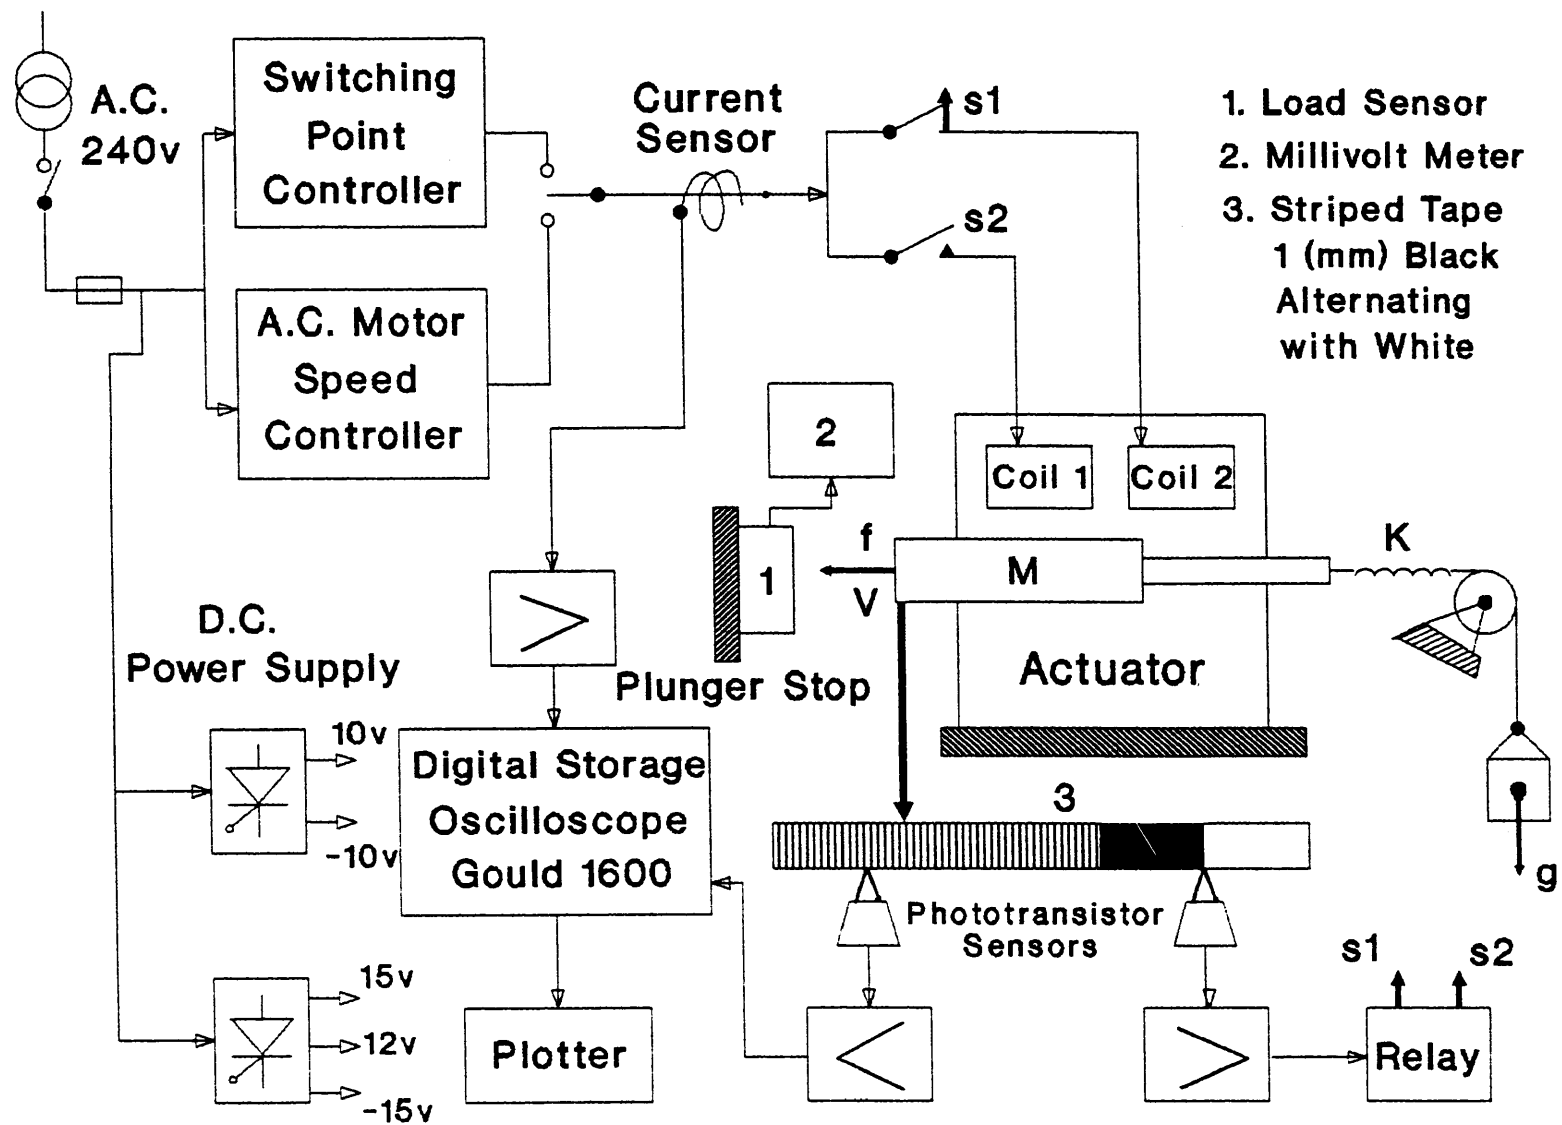 A.C.
240v
Switching
Point
Controller
Current
Sensor
s1
s2
1. Load Sensor
2. Millivolt Meter
3. Striped Tape
1 (mm) Black
Alternating
with White
A.C. Motor
Speed
Controller
2
1
Coil 1
Coil 2
f
V
M
K
Actuator
Plunger Stop
D.C.
Power Supply
10v
-10v
Digital Storage
Oscilloscope
Gould 1600
3
g
Phototransistor
Sensors
s1
s2
15v
12v
-15v
Plotter
Relay